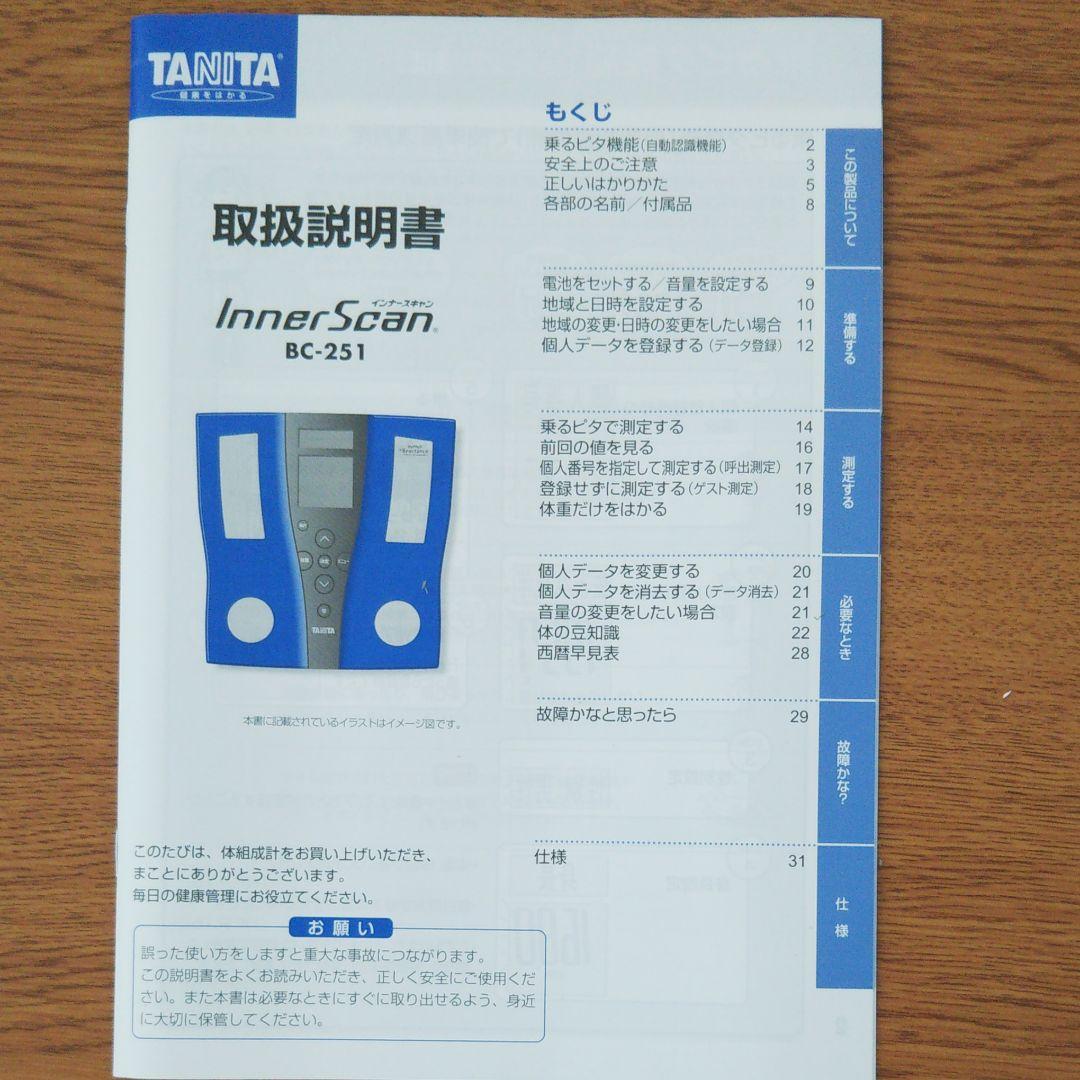 TANITA
健康をはかる
取扱説明書
インナースキャン
InnerScan®
BC-251
TANITA
本書に記載されているイラストはイメージ図です。
このたびは、体組成計をお買い上げいただき、
まことにありがとうございます。
毎日の健康管理にお役立てください。
お願い
誤った使い方をしますと重大な事故につながります。
この説明書をよくお読みいただき、正しく安全にご使用くだ
さい。また本書は必要なときにすぐに取り出せるよう、身近
に大切に保管してください。
もくじ
乗るピタ機能(自動認識機能) 2
安全上のご注意 3
正しいはかりかた 5
各部の名前/付属品 8
この製品について
電池をセットする/音量を設定する 9
地域と日時を設定する 10
地域の変更・日時の変更をしたい場合 11
個人データを登録する(データ登録) 12
準備する
乗るピタで測定する 14
前回の値を見る 16
個人番号を指定して測定する(呼出測定) 17
登録せずに測定する(ゲスト測定) 18
体重だけをはかる 19
測定する
個人データを変更する 20
個人データを消去する(データ消去) 21
音量の変更をしたい場合 21
体の豆知識 22
西暦早見表 28
必要なとき
故障かなと思ったら 29
故障かな?
仕様 31
仕様